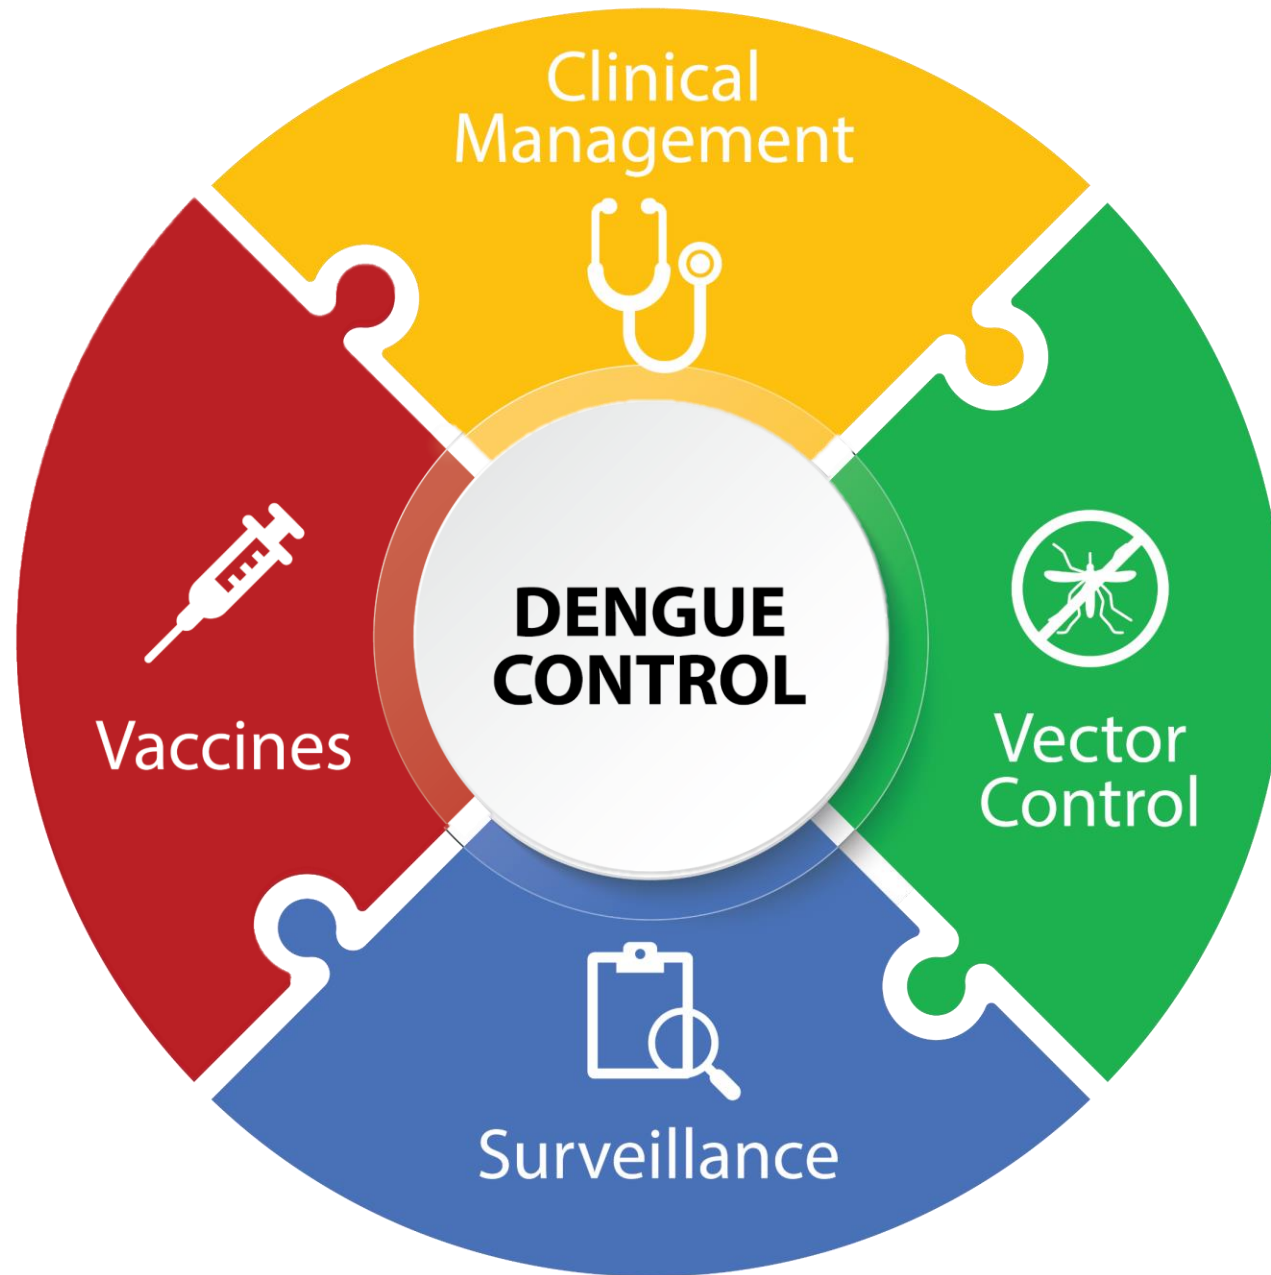 Clinical
Management
Vaccines
DENGUE
CONTROL
Vector
Control
Surveillance